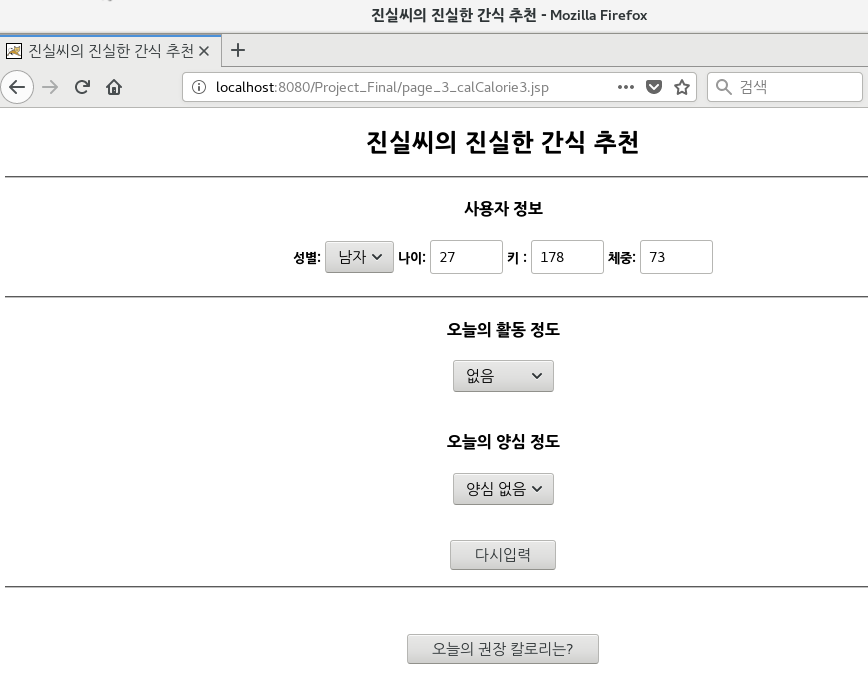 진실씨의 진실한 간식 추천 - Mozilla Firefox
진실씨의 진실한 간식 추천
localhost:8080/Project_Final/page_3_calCalorie3.jsp 검색
진실씨의 진실한 간식 추천
사용자 정보
성별: 남자 나이: 27 키 : 178 체중: 73
오늘의 활동 정도
없음
오늘의 양심 정도
양심 없음
다시입력
오늘의 권장 칼로리는?